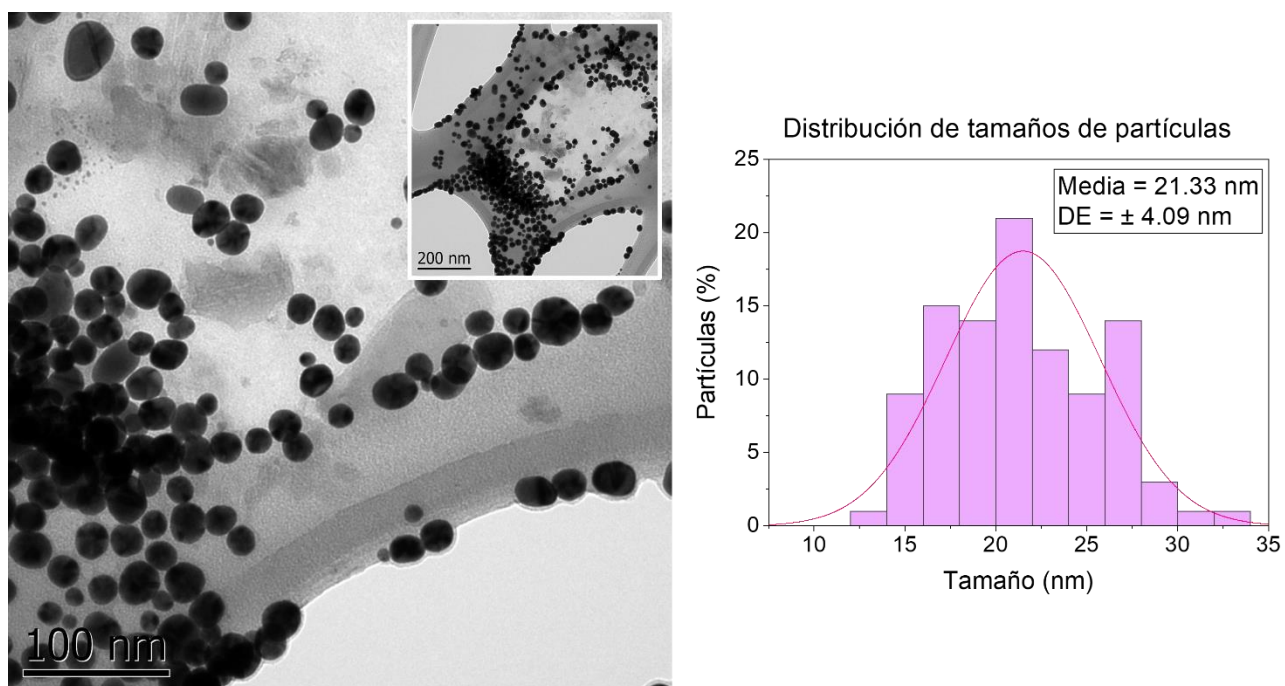 200 nm
100 nm
Distribución de tamaños de partículas
Media = 21.33 nm
DE = ± 4.09 nm
Partículas (%)
25
20
15
10
5
0
10 15 20 25 30 35
Tamaño (nm)